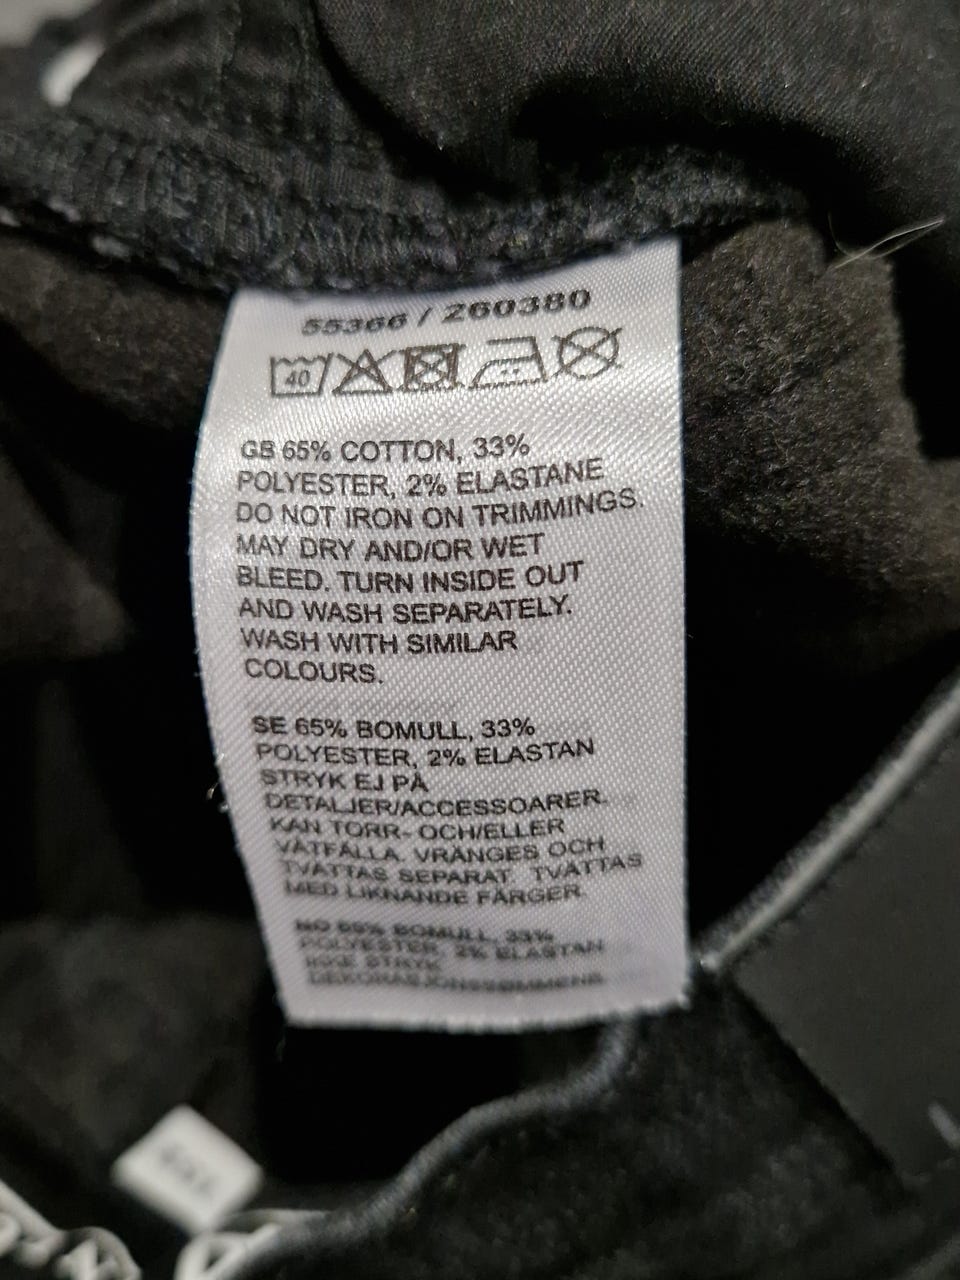 55366 / 260380
40
GB 65% COTTON, 33%
POLYESTER, 2% ELASTANE
DO NOT IRON ON TRIMMINGS.
MAY DRY AND/OR WET
BLEED. TURN INSIDE OUT
AND WASH SEPARATELY.
WASH WITH SIMILAR
COLOURS.
SE 65% BOMULL, 33%
POLYESTER, 2% ELASTAN
STRYK EJ PÅ
DETALJER/ACCESSOARER.
KAN TORR- OCH/ELLER
VÅTFÄLLA. VRÄNGES OCH
TVÄTTAS SEPARAT. TVÄTTAS
MED LIKNANDE FÄRGER.
NO 65% BOMULL, 33%
POLYESTER, 2% ELASTAN
IKKE STRYK